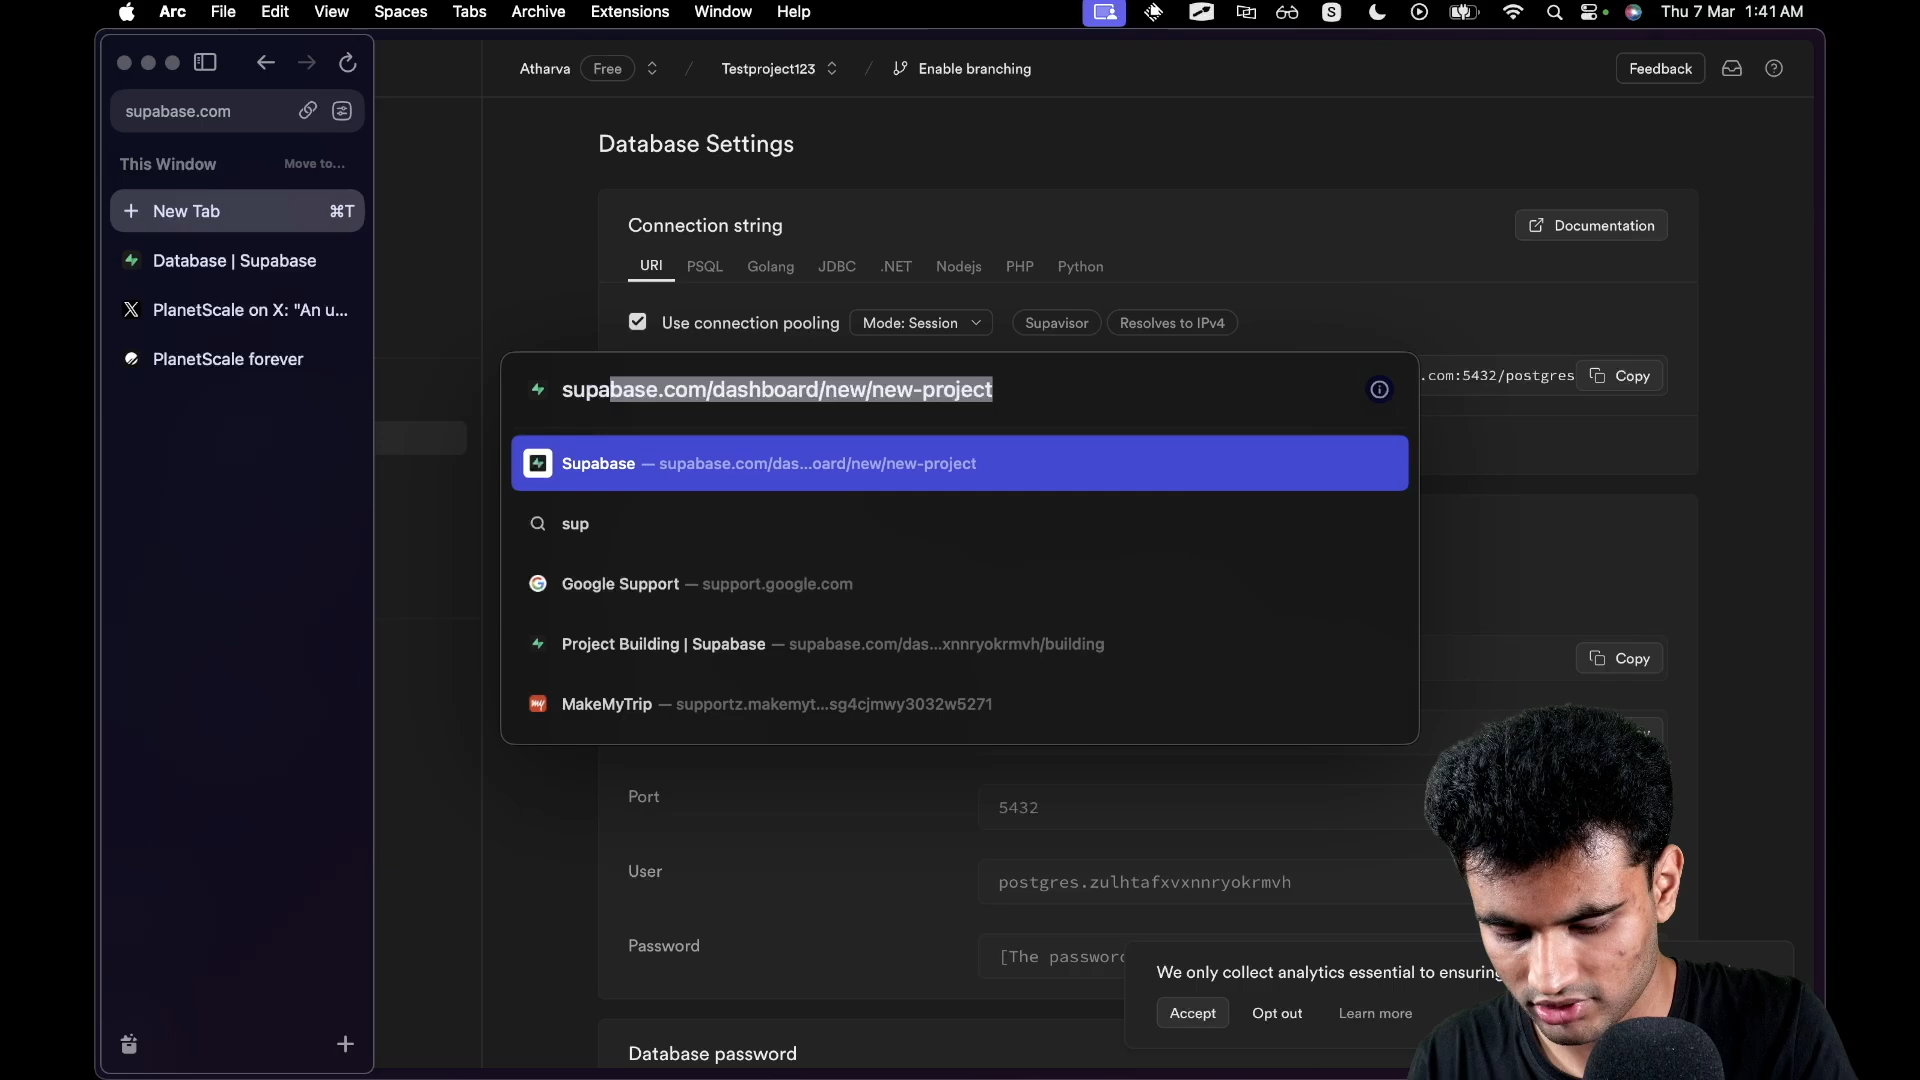 Arc File Edit View Spaces Tabs Archive Extensions Window Help
S
Thu 7 Mar 1:41 AM
supabase.com
This Window Move to...
New Tab ⌘T
Database | Supabase
PlanetScale on X: "An u...
PlanetScale forever
Atharva Free / Testproject123 / Enable branching
Feedback
Database Settings
Connection string
Documentation
URI PSQL Golang JDBC .NET Nodejs PHP Python
Use connection pooling Mode: Session Supavisor Resolves to IPv4
.com:5432/postgres Copy
supabase.com/dashboard/new/new-project
Supabase — supabase.com/das...oard/new/new-project
sup
Google Support — support.google.com
Project Building | Supabase — supabase.com/das...xnnryokrmvh/building
MakeMyTrip — supportz.makemyt...sg4cjmwy3032w5271
Copy
Port
5432
User
postgres.zulhtafxvxnnryokrmvh
Password
[The password
We only collect analytics essential to ensuring
Accept Opt out Learn more
Database password